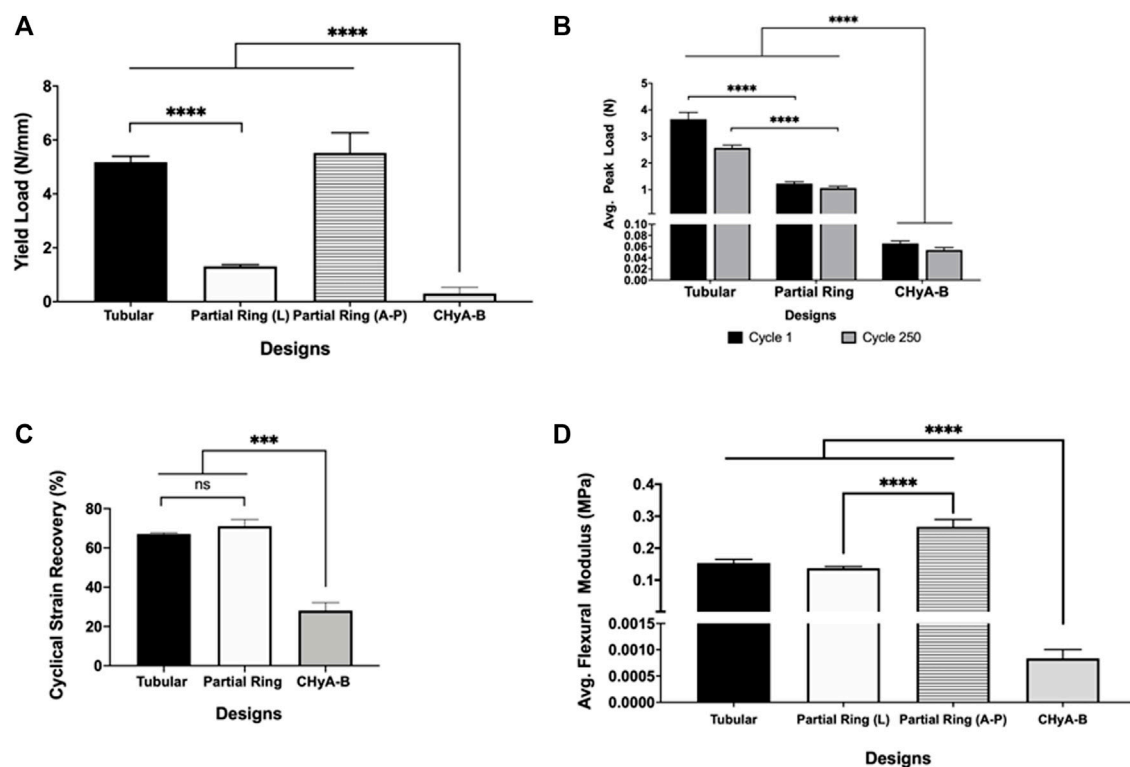 A
****
****
Yield Load (N/mm)
8
6
4
2
0
Tubular Partial Ring (L) Partial Ring (A-P) CHyA-B
Designs
B
****
****
****
Avg. Peak Load (N)
5
4
3
2
1
0.10
0.08
0.06
0.04
0.02
0.00
Tubular Partial Ring CHyA-B
Designs
Cycle 1 Cycle 250
C
***
ns
Cyclical Strain Recovery (%)
80
60
40
20
0
Tubular Partial Ring CHyA-B
Designs
D
****
****
Avg. Flexural Modulus (MPa)
0.4
0.3
0.2
0.1
0.0015
0.0010
0.0005
0.0000
Tubular Partial Ring (L) Partial Ring (A-P) CHyA-B
Designs